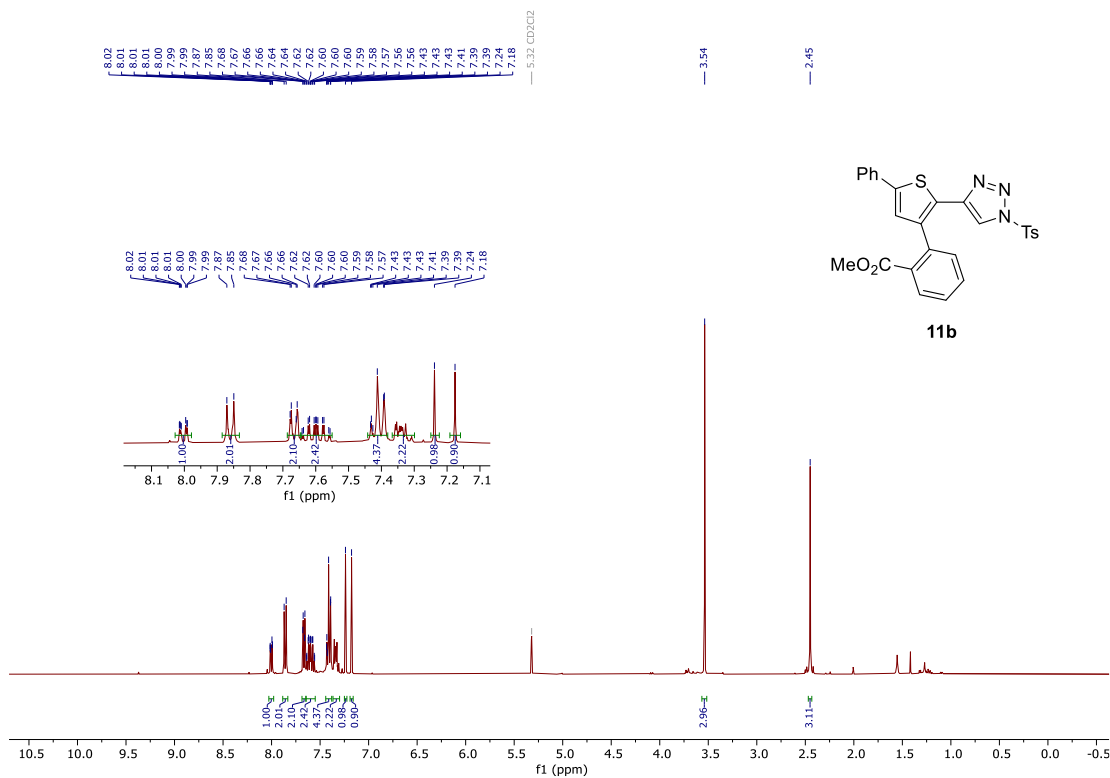 8.02 8.01 8.01 8.01 8.00 7.99 7.99 7.87 7.85 7.68 7.67 7.66 7.66 7.64 7.64 7.62 7.62 7.60 7.60 7.60 7.59 7.58 7.57 7.56 7.56 7.43 7.43 7.43 7.41 7.39 7.39 7.24 7.18
5.32 CD2Cl2
3.54
2.45
Ph S N N N Ts
MeO2C
11b
8.02 8.01 8.01 8.01 8.00 7.99 7.99 7.87 7.85 7.68 7.67 7.66 7.66 7.62 7.62 7.60 7.60 7.60 7.59 7.58 7.57 7.43 7.43 7.43 7.41 7.39 7.39 7.24 7.18
1.00 2.01 2.10 2.42 4.37 2.22 0.98 0.90
8.1 8.0 7.9 7.8 7.7 7.6 7.5 7.4 7.3 7.2 7.1
f1 (ppm)
1.00 2.01 2.10 2.42 4.37 2.22 0.98 0.90 2.96 3.11
10.5 10.0 9.5 9.0 8.5 8.0 7.5 7.0 6.5 6.0 5.5 5.0 4.5 4.0 3.5 3.0 2.5 2.0 1.5 1.0 0.5 0.0 -0.5
f1 (ppm)